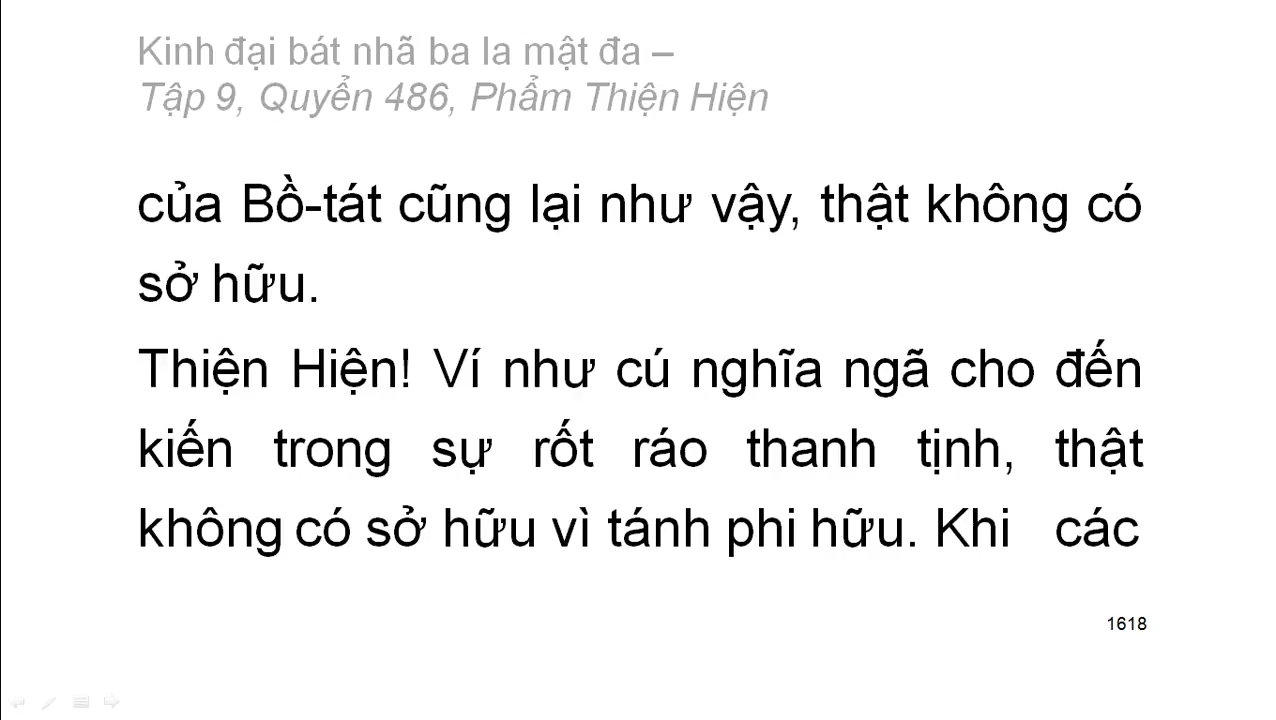 Kinh đại bát nhã ba la mật đa –
Tập 9, Quyển 486, Phẩm Thiện Hiện
của Bồ-tát cũng lại như vậy, thật không có
sở hữu.
Thiện Hiện! Ví như cú nghĩa ngã cho đến
kiến trong sự rốt ráo thanh tịnh, thật
không có sở hữu vì tánh phi hữu. Khi các
1618